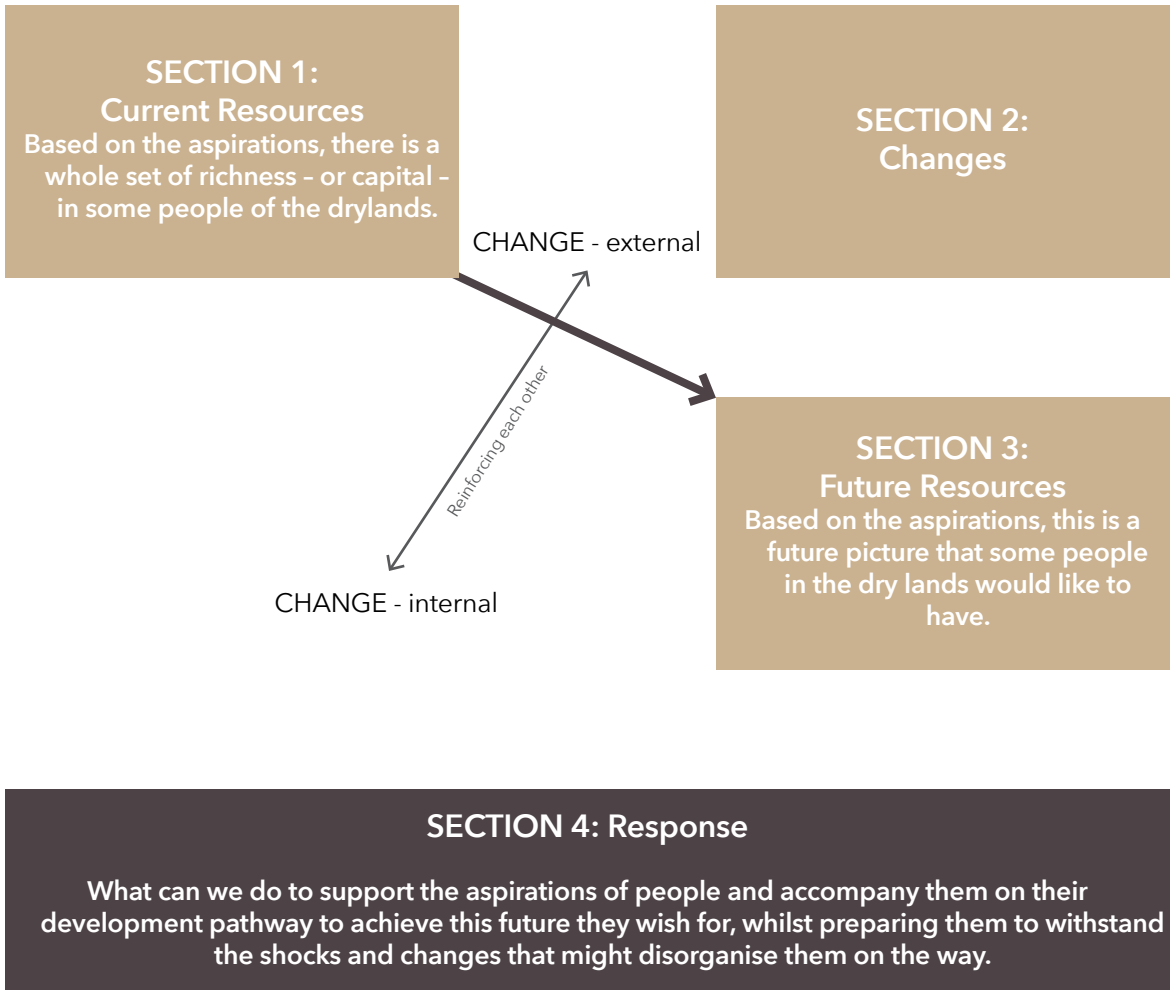 SECTION 1:
Current Resources
Based on the aspirations, there is a
whole set of richness – or capital –
in some people of the drylands.
SECTION 2:
Changes
CHANGE - external
Reinforcing each other
CHANGE - internal
SECTION 3:
Future Resources
Based on the aspirations, this is a
future picture that some people
in the dry lands would like to
have.
SECTION 4: Response
What can we do to support the aspirations of people and accompany them on their
development pathway to achieve this future they wish for, whilst preparing them to withstand
the shocks and changes that might disorganise them on the way.